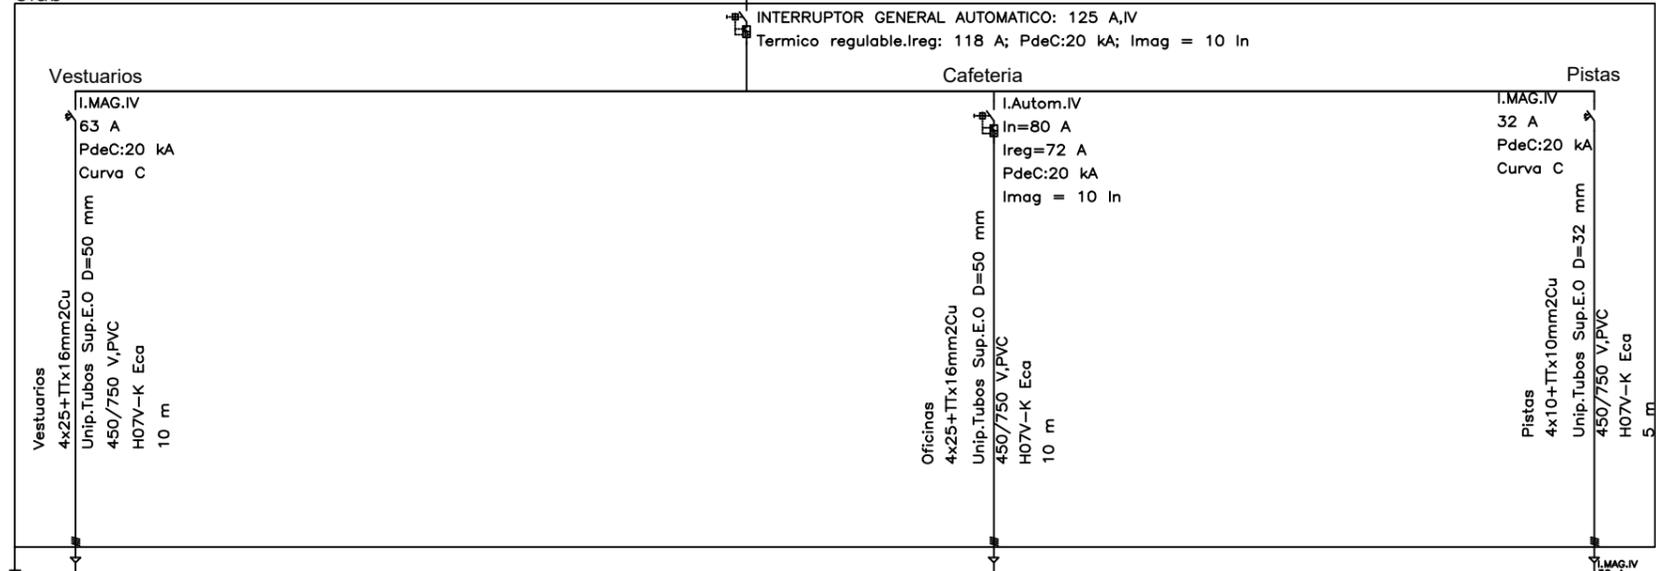 INTERRUPTOR GENERAL AUTOMATICO: 125 A,IV
Termico regulable.Ireg: 118 A; PdeC:20 kA; Imag = 10 In
Vestuarios
I.MAG.IV
63 A
PdeC:20 kA
Curva C
Vestuarios
4x25+TTx16mm2Cu
Unip.Tubos Sup.E.O D=50 mm
450/750 V,PVC
H07V-K Eca
10 m
Cafeteria
I.Autom.IV
In=80 A
Ireg=72 A
PdeC:20 kA
Imag = 10 In
Oficinas
4x25+TTx16mm2Cu
Unip.Tubos Sup.E.O D=50 mm
450/750 V,PVC
H07V-K Eca
10 m
Pistas
I.MAG.IV
32 A
PdeC:20 kA
Curva C
Pistas
4x10+TTx10mm2Cu
Unip.Tubos Sup.E.O D=32 mm
450/750 V,PVC
H07V-K Eca
5 m
I.MAG.IV